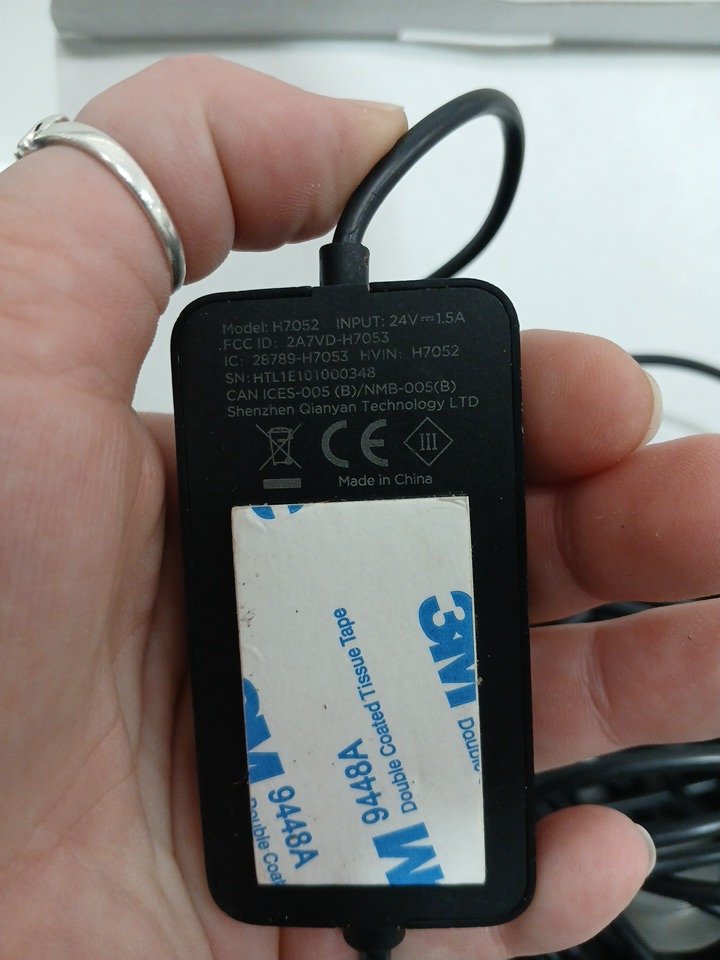 Model: H7052 INPUT: 24V⎓1.5A
FCC ID: 2A7VD-H7053
IC: 28789-H7053 HVIN: H7052
SN: HTL1E101000348
CAN ICES-005 (B)/NMB-005(B)
Shenzhen Qianyan Technology LTD
CE III
Made in China
3M
9448A
Double Coated Tissue Tape
M
9448A
Double Coat
Double